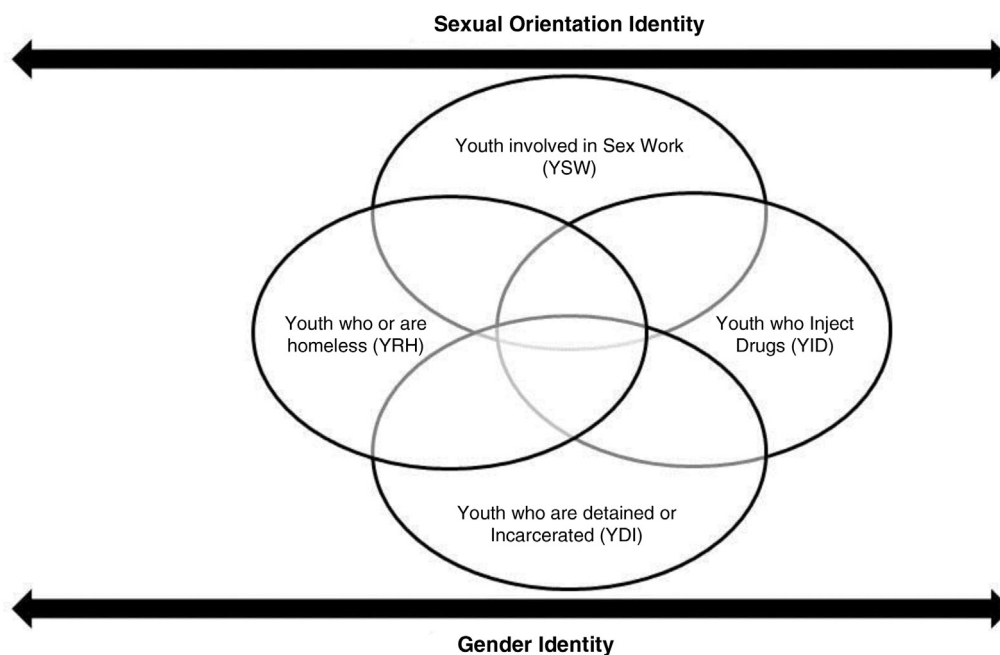 Sexual Orientation Identity
Youth involved in Sex Work
(YSW)
Youth who or are
homeless (YRH)
Youth who Inject
Drugs (YID)
Youth who are detained or
Incarcerated (YDI)
Gender Identity